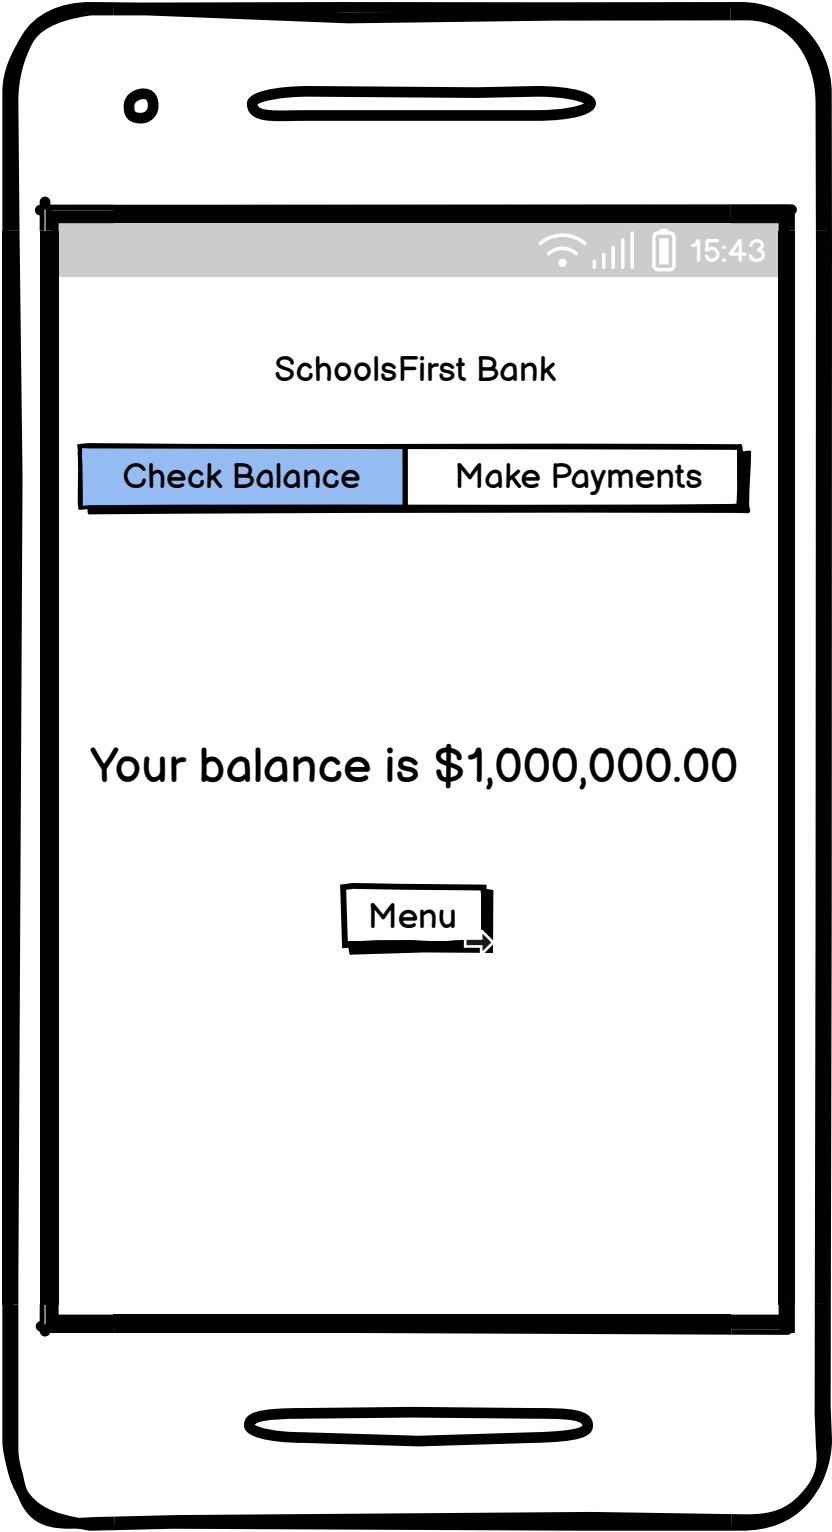 15:43
SchoolsFirst Bank
Check Balance Make Payments
Your balance is $1,000,000.00
Menu